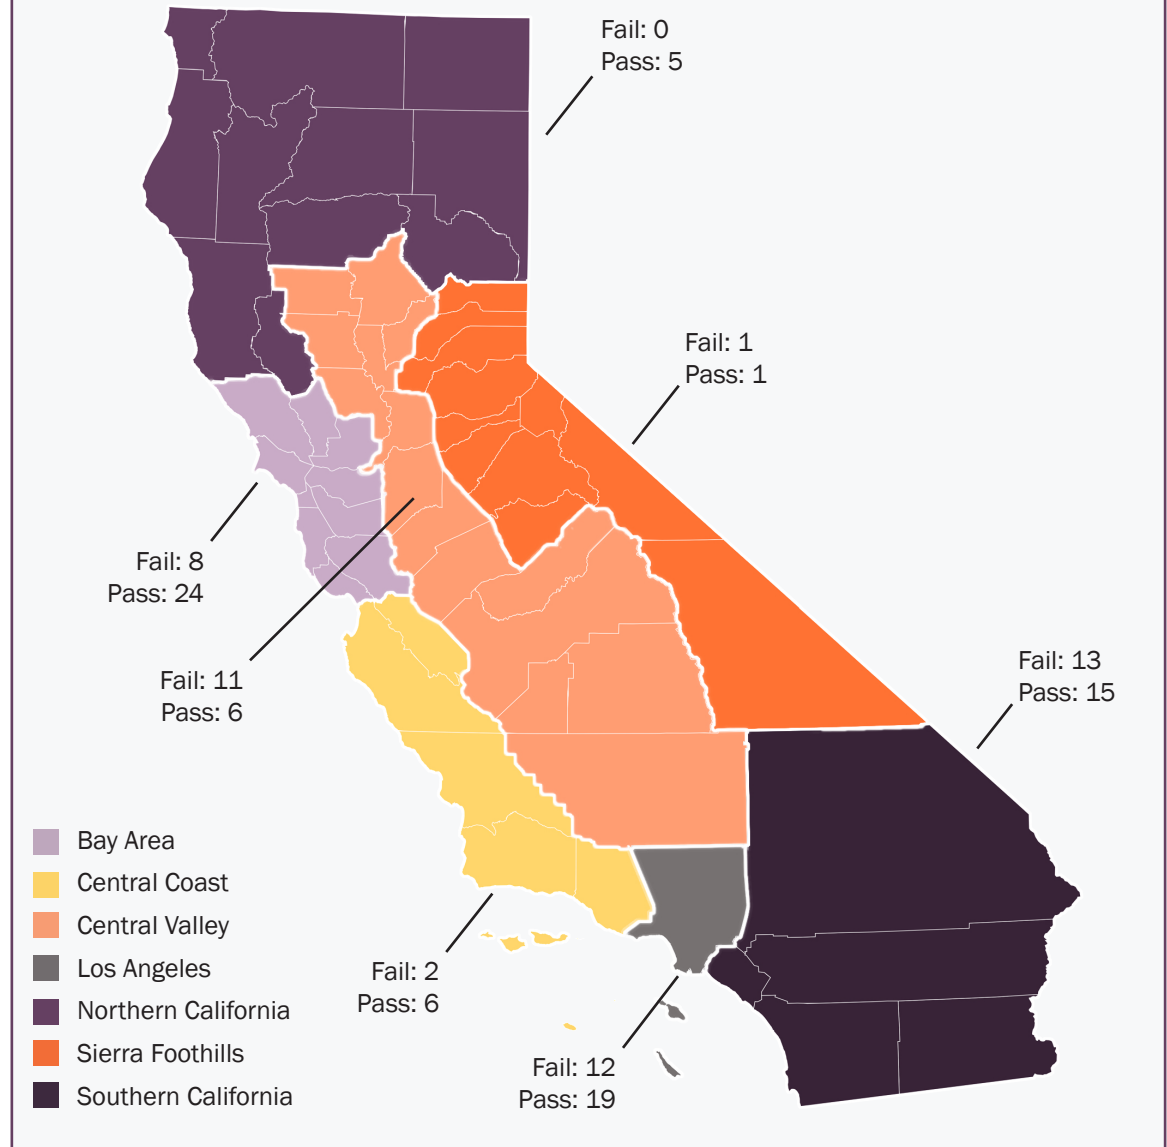 Fail: 0
Pass: 5
Fail: 1
Pass: 1
Fail: 8
Pass: 24
Fail: 11
Pass: 6
Fail: 13
Pass: 15
Bay Area
Central Coast
Central Valley
Los Angeles
Northern California
Sierra Foothills
Southern California
Fail: 2
Pass: 6
Fail: 12
Pass: 19